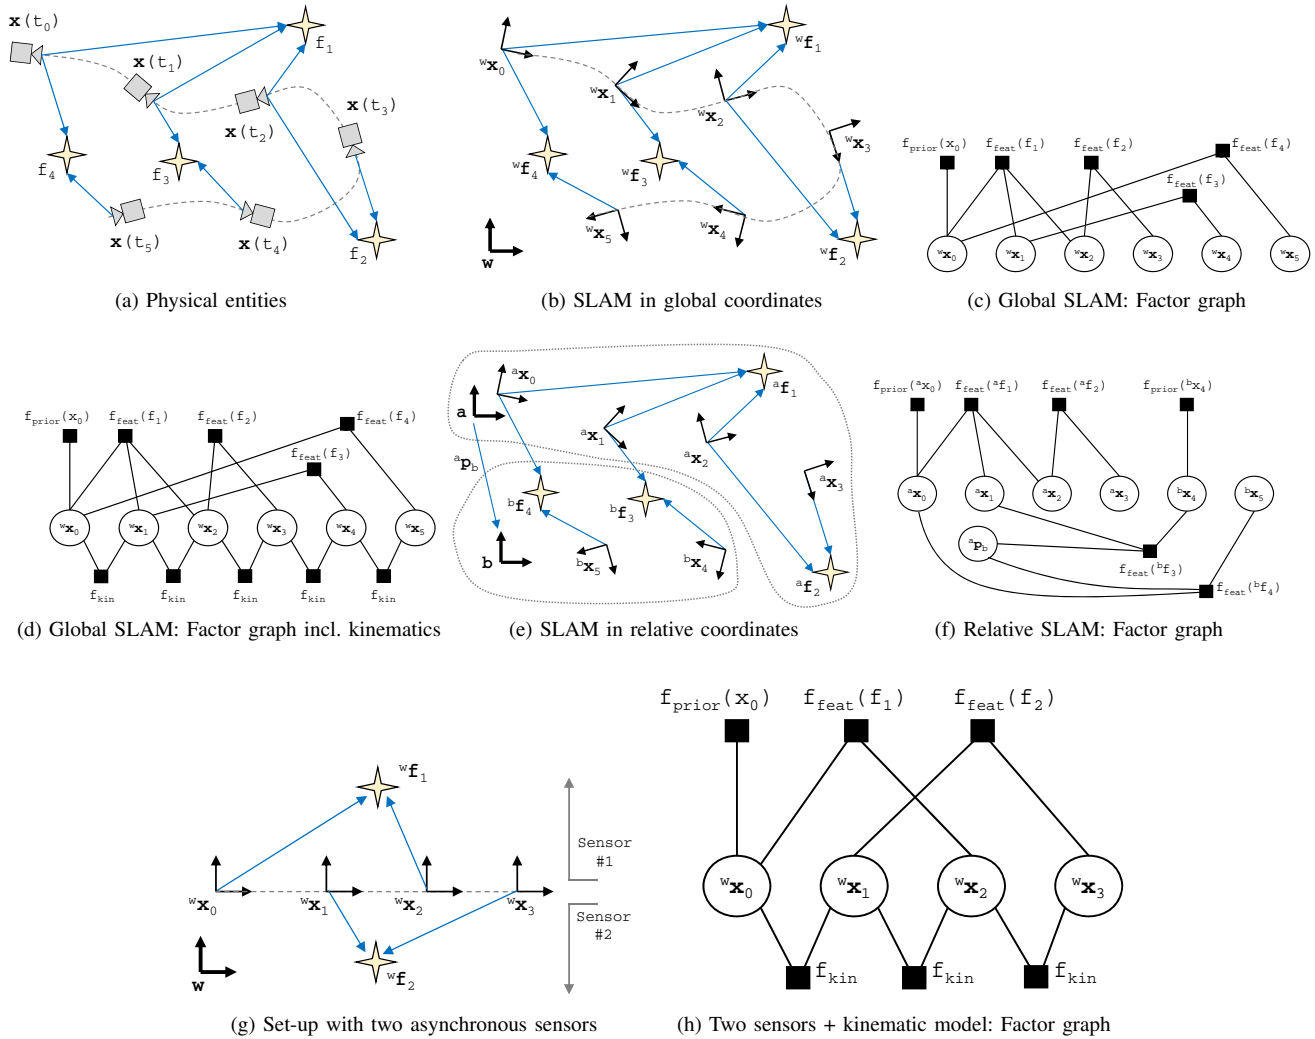 x(t0)
f1
x(t1)
x(t2)
x(t3)
f4
f3
x(t5)
x(t4)
f2
(a) Physical entities
wx0
wf1
wx1
wx2
wx3
wf4
wf3
wx5
wx4
wf2
w
(b) SLAM in global coordinates
fprior(x0) ffeat(f1) ffeat(f2) ffeat(f4)
ffeat(f3)
wx0 wx1 wx2 wx3 wx4 wx5
(c) Global SLAM: Factor graph
fprior(x0) ffeat(f1) ffeat(f2) ffeat(f4)
ffeat(f3)
wx0 wx1 wx2 wx3 wx4 wx5
fkin fkin fkin fkin fkin
(d) Global SLAM: Factor graph incl. kinematics
ax0
af1
a
ax1
ax2
apb
ax3
bf4
bf3
b
bx5
bx4
af2
(e) SLAM in relative coordinates
fprior(ax0) ffeat(af1) ffeat(af2) fprior(bx4)
ax0 ax1 ax2 ax3 bx4 bx5
apb
ffeat(bf3)
ffeat(bf4)
(f) Relative SLAM: Factor graph
wf1
Sensor
#1
wx0 wx1 wx2 wx3
Sensor
#2
w
wf2
(g) Set-up with two asynchronous sensors
fprior(x0) ffeat(f1) ffeat(f2)
wx0 wx1 wx2 wx3
fkin fkin fkin
(h) Two sensors + kinematic model: Factor graph